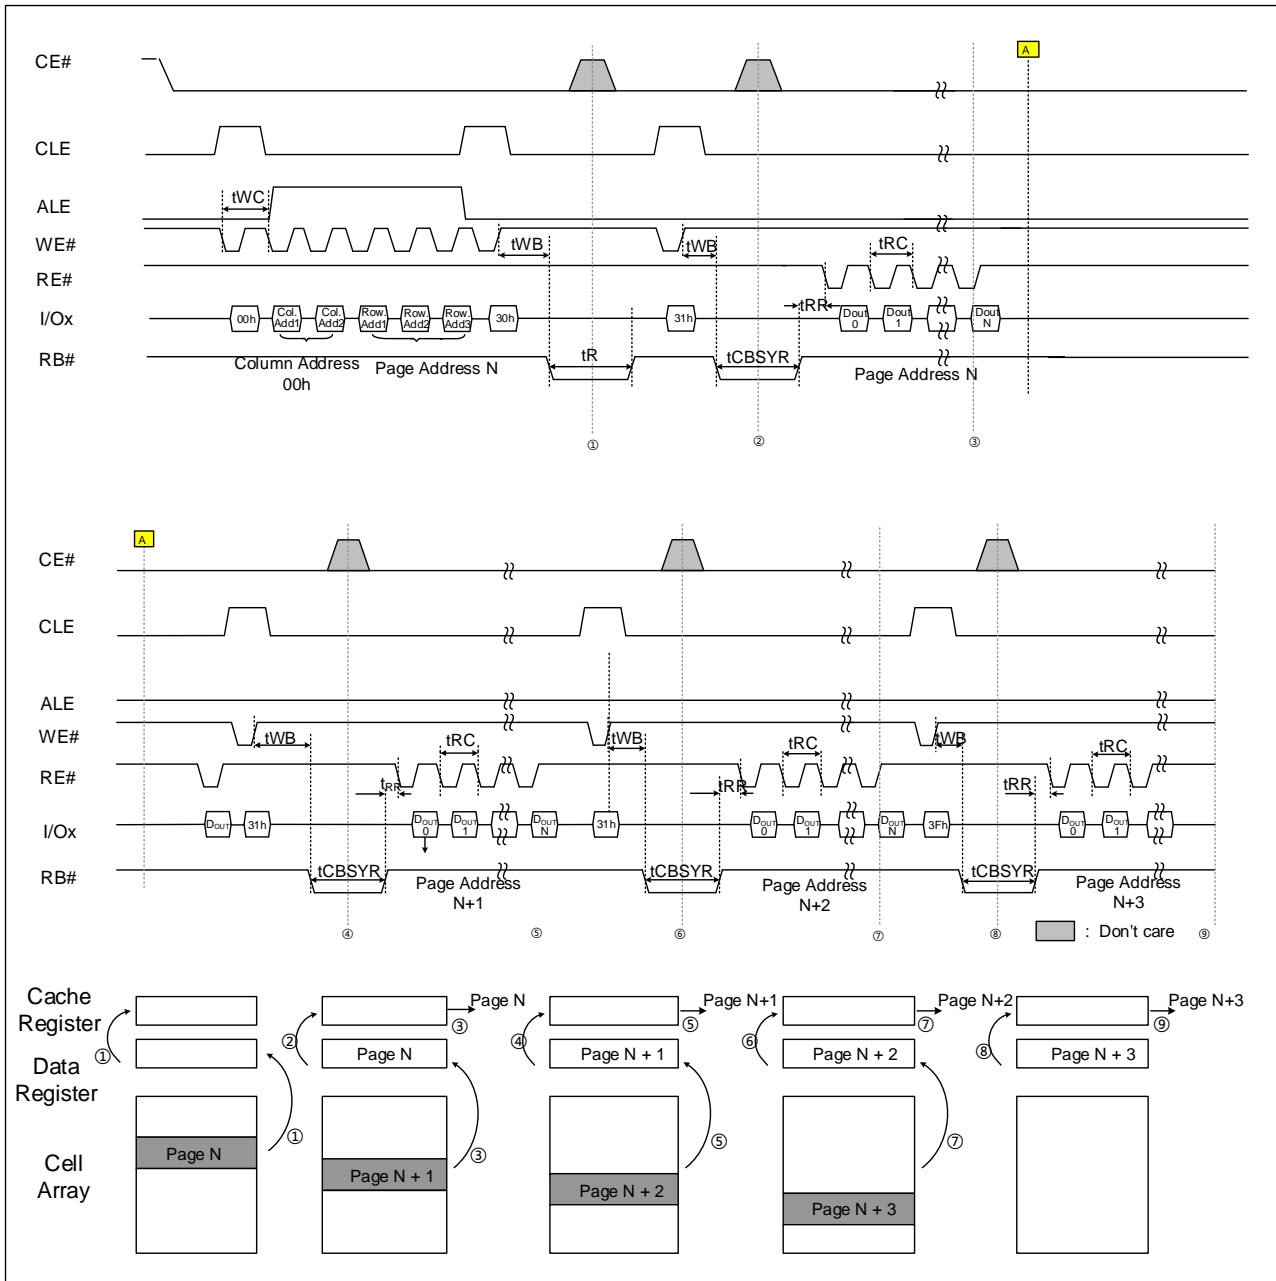 A
CE#
CLE
ALE
tWC
WE#
tWB
tWB
tRC
RE#
tRR
I/Ox
00h
Col. Add1
Col. Add2
Row. Add1
Row. Add2
Row. Add3
30h
31h
Dout 0
Dout 1
Dout N
RB#
tR
tCBSYR
Column Address
00h
Page Address N
Page Address N
① ② ③
A
CE#
CLE
ALE
WE#
tWB
tRC
tWB
tRC
tWB
tRC
RE#
tRR
tRR
tRR
I/Ox
DOUT
31h
DOUT 0
DOUT 1
DOUT N
31h
DOUT 0
DOUT 1
DOUT N
3Fh
DOUT 0
DOUT 1
RB#
tCBSYR
tCBSYR
tCBSYR
Page Address
N+1
Page Address
N+2
Page Address
N+3
④ ⑤ ⑥ ⑦ ⑧ ⑨
: Don't care
Cache
Register
Page N
Page N+1
Page N+2
Page N+3
③ ⑤ ⑦ ⑨
① ② ④ ⑥ ⑧
Data
Register
Page N
Page N + 1
Page N + 2
Page N + 3
① ③ ⑤ ⑦
Cell
Array
Page N
Page N + 1
Page N + 2
Page N + 3